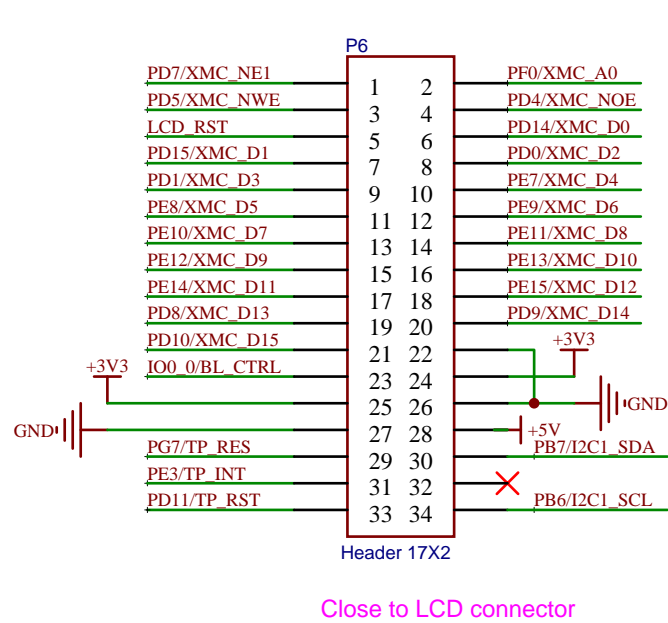 P6
PD7/XMC_NE1 1 2 PF0/XMC_A0
PD5/XMC_NWE 3 4 PD4/XMC_NOE
LCD_RST 5 6 PD14/XMC_D0
PD15/XMC_D1 7 8 PD0/XMC_D2
PD1/XMC_D3 9 10 PE7/XMC_D4
PE8/XMC_D5 11 12 PE9/XMC_D6
PE10/XMC_D7 13 14 PE11/XMC_D8
PE12/XMC_D9 15 16 PE13/XMC_D10
PE14/XMC_D11 17 18 PE15/XMC_D12
PD8/XMC_D13 19 20 PD9/XMC_D14
PD10/XMC_D15 21 22 +3V3
+3V3 IO0_0/BL_CTRL 23 24
25 26 GND
GND 27 28 +5V
PG7/TP_RES 29 30 PB7/I2C1_SDA
PE3/TP_INT 31 32
PD11/TP_RST 33 34 PB6/I2C1_SCL
Header 17X2
Close to LCD connector